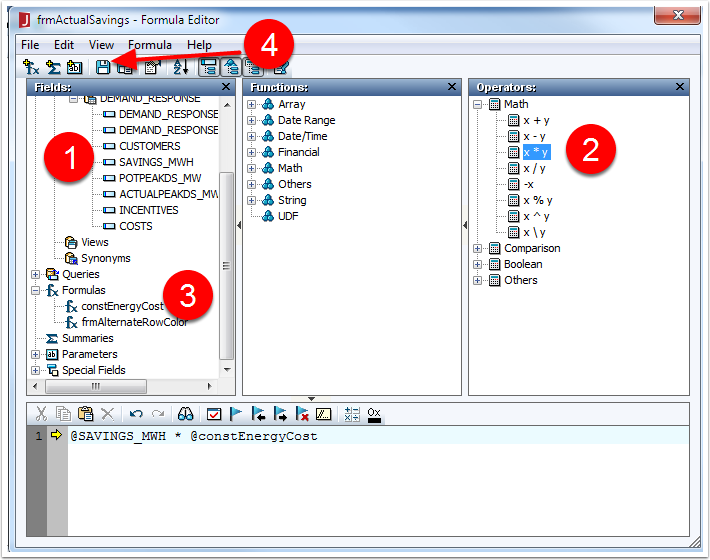 frmActualSavings - Formula Editor
File Edit View Formula Help
4
Fields:
DEMAND_RESPONSE
DEMAND_RESPONSE
DEMAND_RESPONSE
CUSTOMERS
SAVINGS_MWH
POTPEAKDS_MW
ACTUALPEAKDS_MW
INCENTIVES
COSTS
Views
Synonyms
Queries
Formulas
constEnergyCost
frmAlternateRowColor
Summaries
Parameters
Special Fields
1
3
Functions:
Array
Date Range
Date/Time
Financial
Math
Others
String
UDF
Operators:
Math
x + y
x - y
x * y
x / y
-x
x % y
x ^ y
x \ y
Comparison
Boolean
Others
2
1 @SAVINGS_MWH * @constEnergyCost